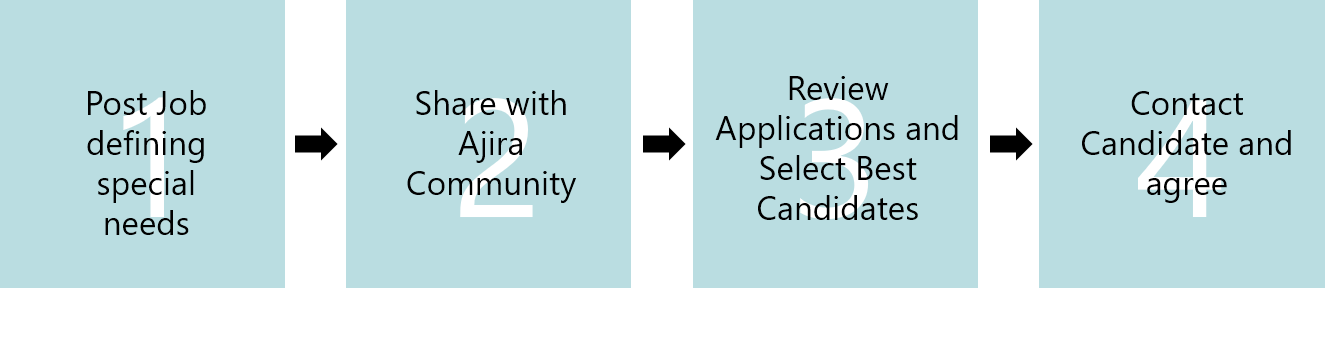 1
Post Job
defining
special
needs
2
Share with
Ajira
Community
3
Review
Applications and
Select Best
Candidates
4
Contact
Candidate and
agree